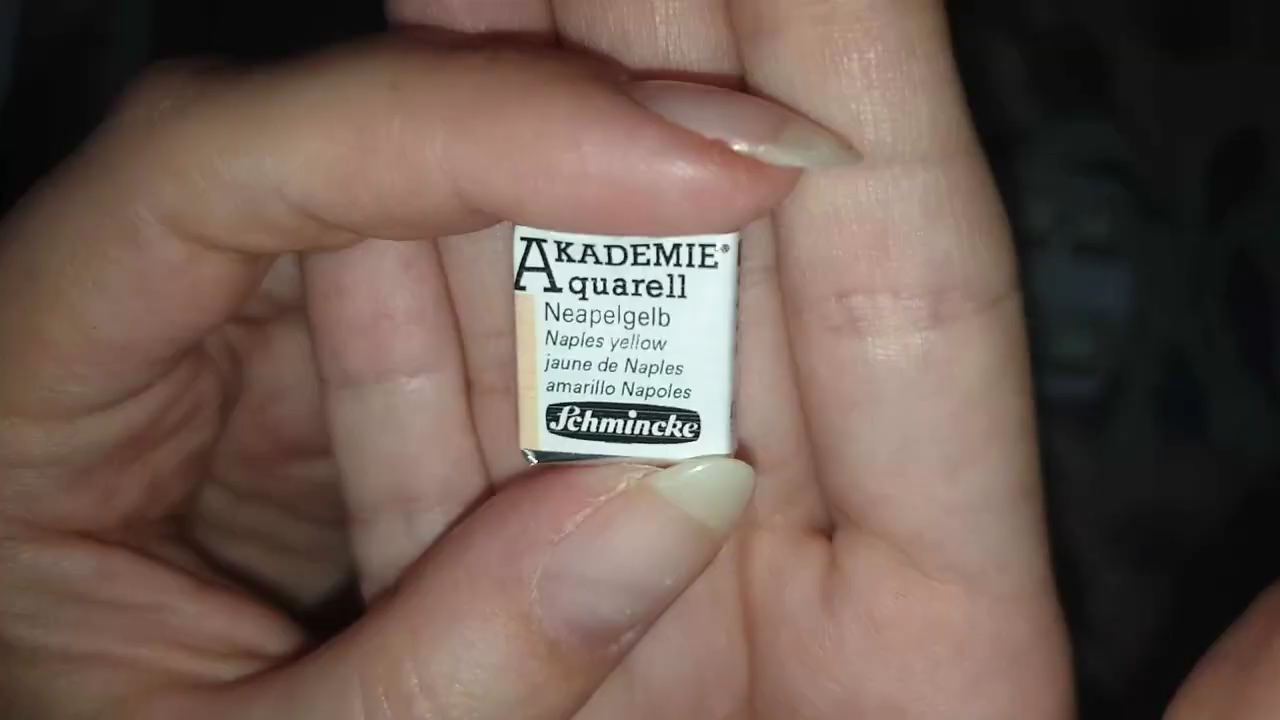 AKADEMIE®
Aquarell
Neapelgelb
Naples yellow
jaune de Naples
amarillo Napoles
Schmincke